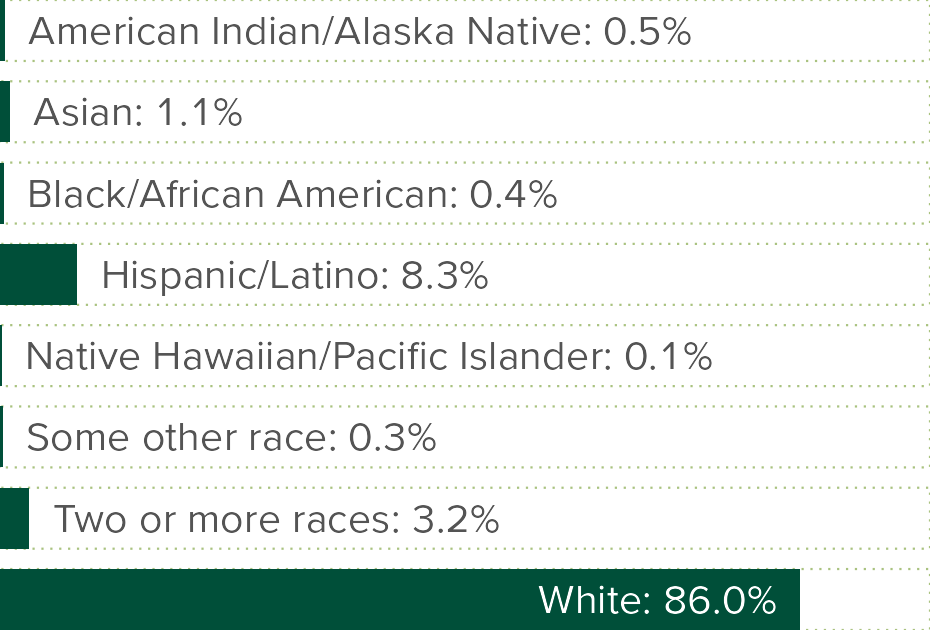 American Indian/Alaska Native: 0.5%
Asian: 1.1%
Black/African American: 0.4%
Hispanic/Latino: 8.3%
Native Hawaiian/Pacific Islander: 0.1%
Some other race: 0.3%
Two or more races: 3.2%
White: 86.0%